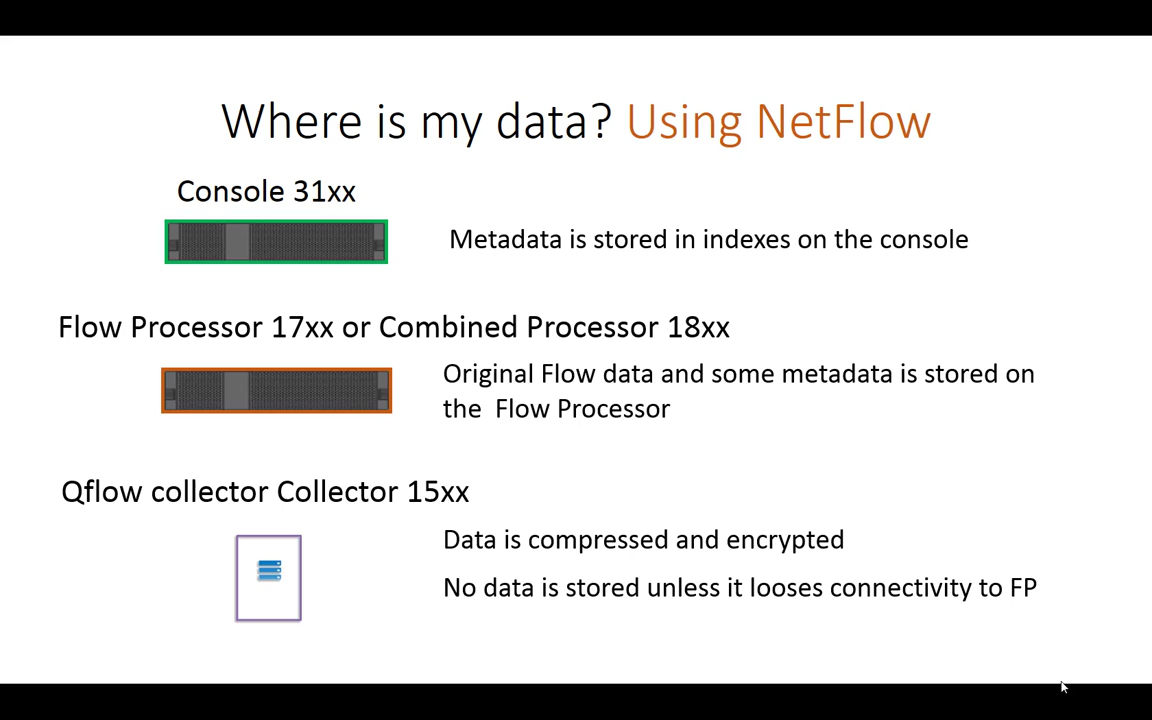 Where is my data? Using NetFlow
Console 31xx
Metadata is stored in indexes on the console
Flow Processor 17xx or Combined Processor 18xx
Original Flow data and some metadata is stored on
the Flow Processor
Qflow collector Collector 15xx
Data is compressed and encrypted
No data is stored unless it looses connectivity to FP